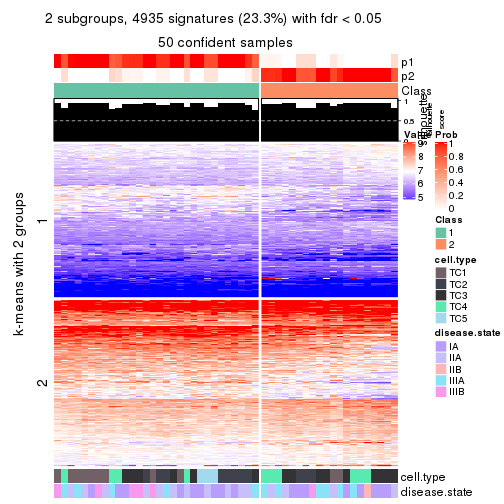 2 subgroups, 4935 signatures (23.3%) with fdr < 0.05
50 confident samples
p1
p2
Class
1
0.5
0
silhouette
score
k-means with 2 groups
1
2
cell.type
disease.state
9
8
7
6
5
Prob
1
0.8
0.6
0.4
0.2
0
Class
1
2
cell.type
TC1
TC2
TC3
TC4
TC5
disease.state
IA
IIA
IIB
IIIA
IIIB